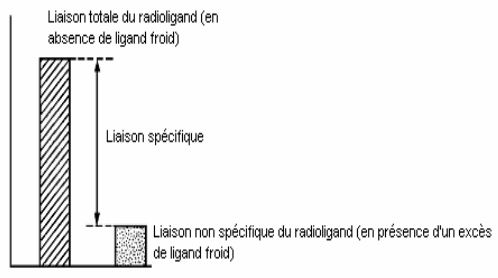 Liaison totale du radioligand (en
absence de ligand froid)
Liaison spécifique
Liaison non spécifique du radioligand (en présence d'un excès
de ligand froid)